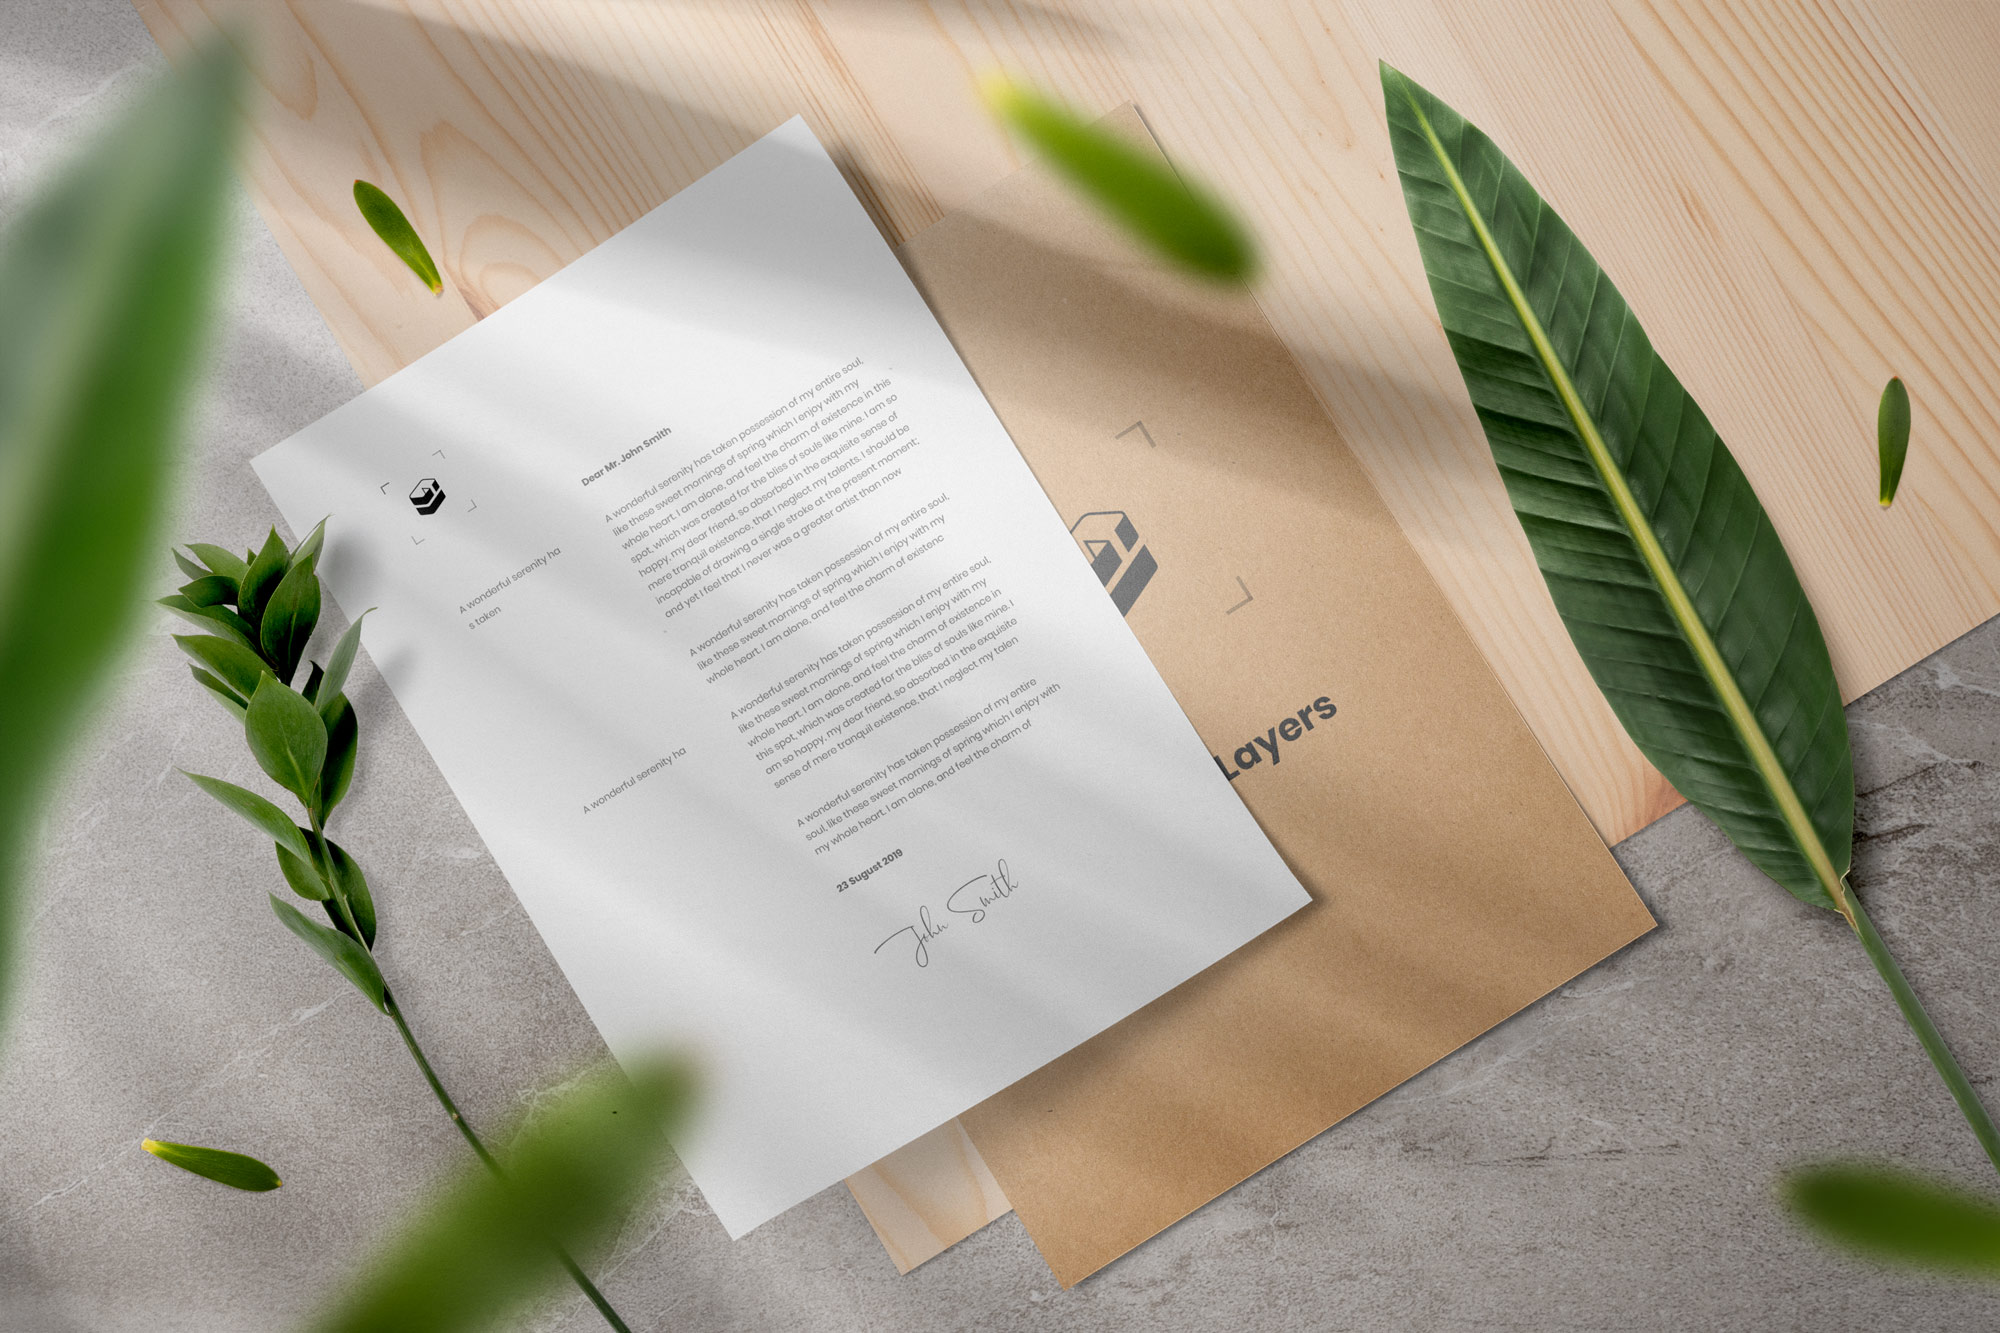 Dear Mr. John Smith
A wonderful serenity has taken possession of my entire soul,
like these sweet mornings of spring which I enjoy with my
whole heart. I am alone, and feel the charm of existence in this
spot, which was created for the bliss of souls like mine. I am so
happy, my dear friend, so absorbed in the exquisite sense of
mere tranquil existence, that I neglect my talents. I should be
incapable of drawing a single stroke at the present moment;
and yet I feel that I never was a greater artist than now
A wonderful serenity ha
s taken
A wonderful serenity has taken possession of my entire soul,
like these sweet mornings of spring which I enjoy with my
whole heart. I am alone, and feel the charm of existenc
A wonderful serenity has taken possession of my entire soul,
like these sweet mornings of spring which I enjoy with my
whole heart. I am alone, and feel the charm of existence in
this spot, which was created for the bliss of souls like mine. I
am so happy, my dear friend, so absorbed in the exquisite
sense of mere tranquil existence, that I neglect my talen
A wonderful serenity ha
A wonderful serenity has taken possession of my entire
soul, like these sweet mornings of spring which I enjoy with
my whole heart. I am alone, and feel the charm of
23 Sugust 2019
John Smith
Layers